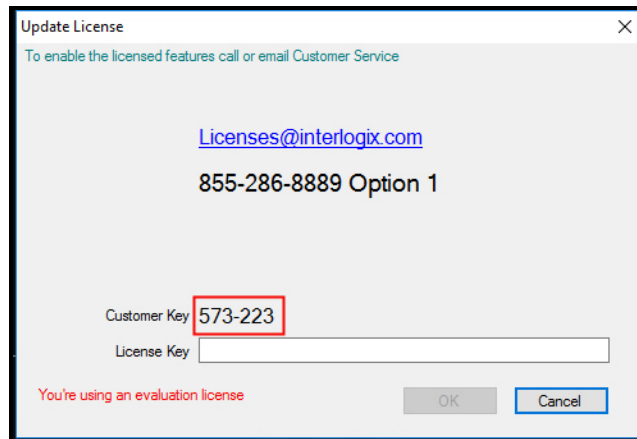 Update License
To enable the licensed features call or email Customer Service
Licenses@interlogix.com
855-286-8889 Option 1
Customer Key 573-223
License Key
You're using an evaluation license
OK Cancel